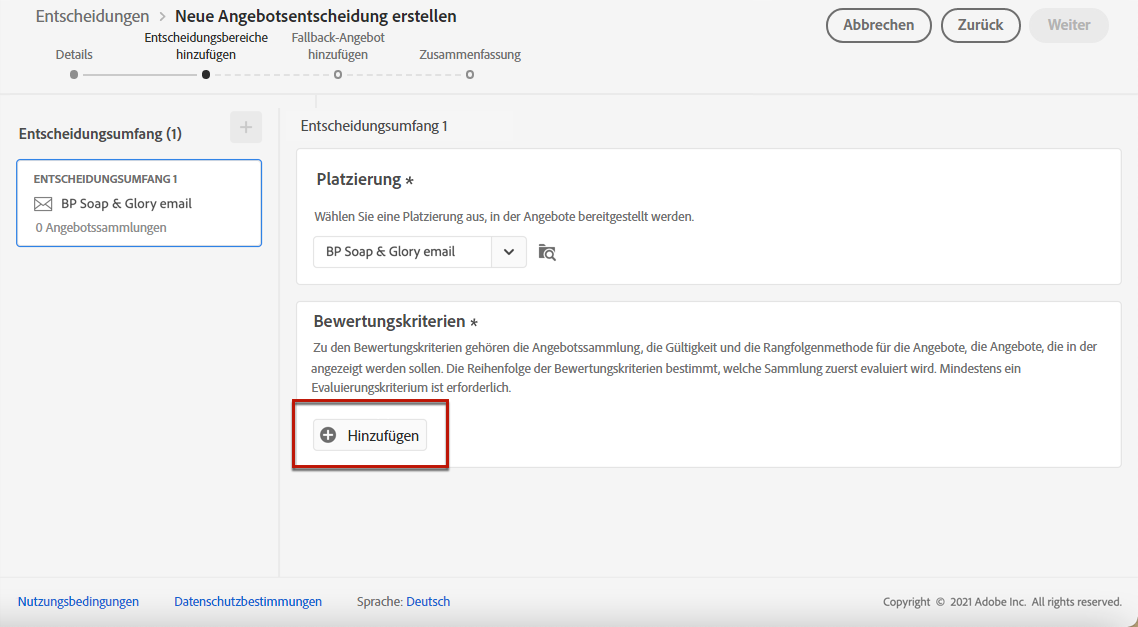 Entscheidungen > Neue Angebotsentscheidung erstellen
Abbrechen
Zurück
Weiter
Details
Entscheidungsbereiche
hinzufügen
Fallback-Angebot
hinzufügen
Zusammenfassung
Entscheidungsumfang (1)
ENTSCHEIDUNGSUMFANG 1
BP Soap & Glory email
0 Angebotssammlungen
Entscheidungsumfang 1
Platzierung *
Wählen Sie eine Platzierung aus, in der Angebote bereitgestellt werden.
BP Soap & Glory email
Bewertungskriterien *
Zu den Bewertungskriterien gehören die Angebotssammlung, die Gültigkeit und die Rangfolgenmethode für die Angebote, die Angebote, die in der
angezeigt werden sollen. Die Reihenfolge der Bewertungskriterien bestimmt, welche Sammlung zuerst evaluiert wird. Mindestens ein
Evaluierungskriterium ist erforderlich.
Hinzufügen
Nutzungsbedingungen
Datenschutzbestimmungen
Sprache: Deutsch
Copyright © 2021 Adobe Inc. All rights reserved.